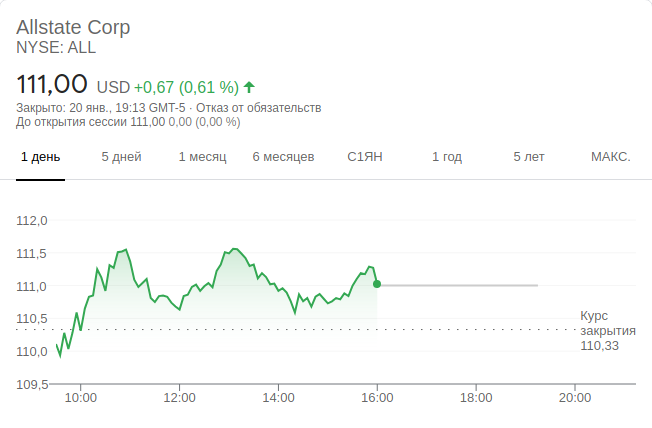 Allstate Corp
NYSE: ALL
111,00 USD +0,67 (0,61 %)
Закрыто: 20 янв., 19:13 GMT-5 · Отказ от обязательств
До открытия сессии 111,00 0,00 (0,00 %)
1 день 5 дней 1 месяц 6 месяцев С1ЯН 1 год 5 лет МАКС.
112,0
111,5
111,0
110,5
110,0
109,5
Курс
закрытия
110,33
10:00 12:00 14:00 16:00 18:00 20:00